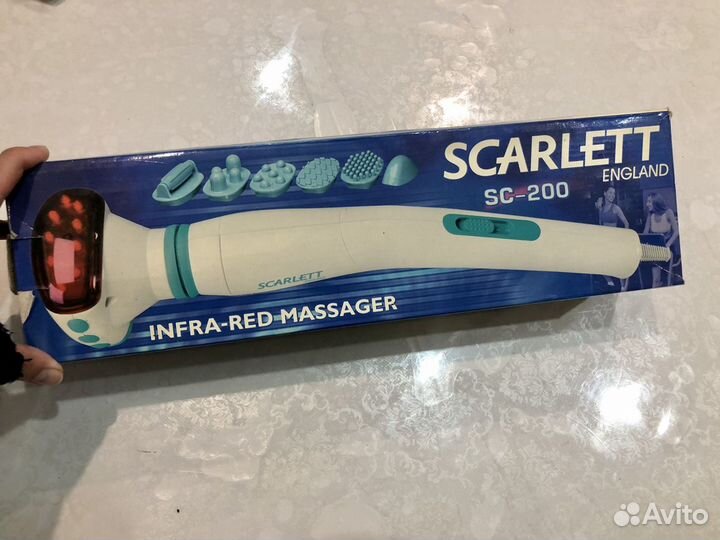 SCARLETT
ENGLAND
SC-200
SCARLETT
INFRA-RED MASSAGER
Avito